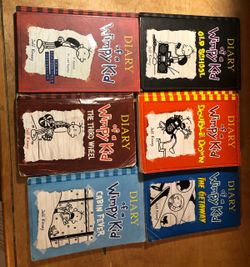 DIARY
of a
Wimpy Kid
DIARY
of a
Wimpy Kid
OLD SCHOOL
DIARY
of a
Wimpy Kid
THE THIRD WHEEL
DIARY
of a
Wimpy Kid
DOUBLE DOWN
DIARY
of a
Wimpy Kid
CABIN FEVER
DIARY
of a
Wimpy Kid
THE GETAWAY